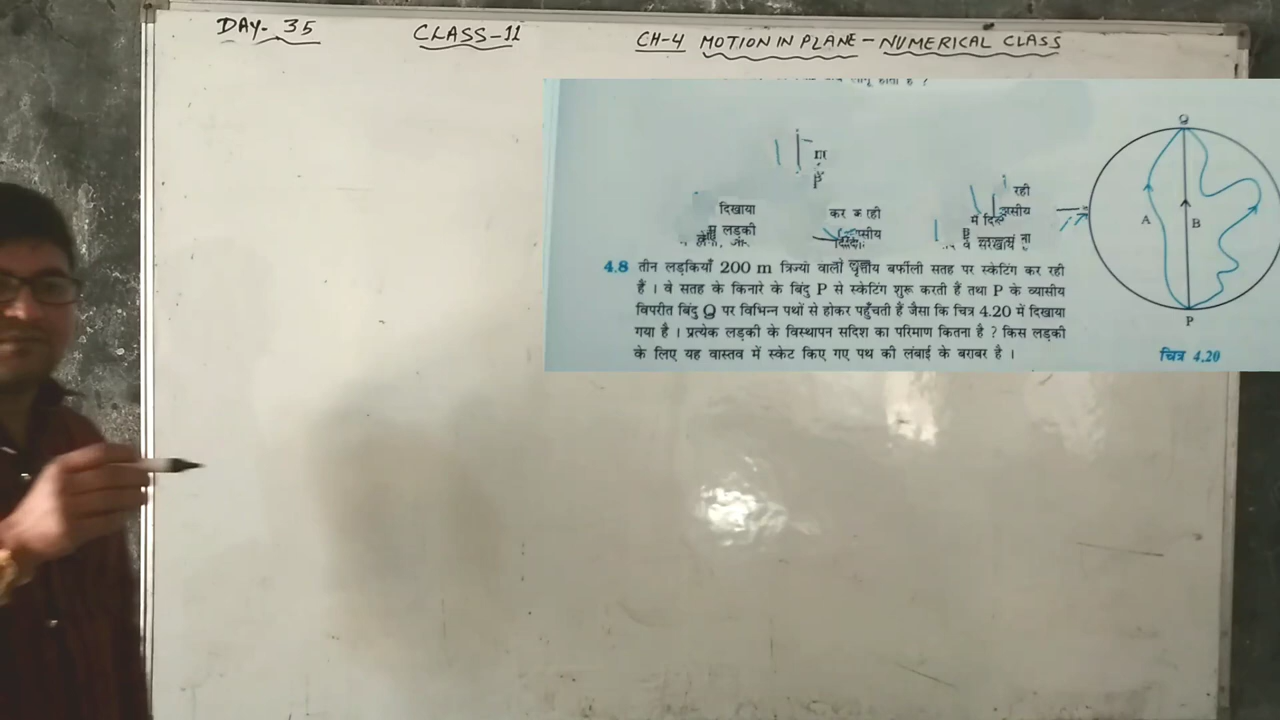 DAY- 35
CLASS-11
CH-4 MOTION IN PLANE - NUMERICAL CLASS
दिखाया
लड़की
रही
4.8 तीन लड़कियाँ 200 m त्रिज्या वाली वृत्तीय बर्फीली सतह पर स्केटिंग कर रही
हैं । वे सतह के किनारे के बिंदु P से स्केटिंग शुरू करती हैं तथा P के व्यासीय
विपरीत बिंदु Q पर विभिन्न पथों से होकर पहुँचती हैं जैसा कि चित्र 4.20 में दिखाया
गया है । प्रत्येक लड़की के विस्थापन सदिश का परिमाण कितना है ? किस लड़की
के लिए यह वास्तव में स्केट किए गए पथ की लंबाई के बराबर है ।
Q
A B
P
चित्र 4.20